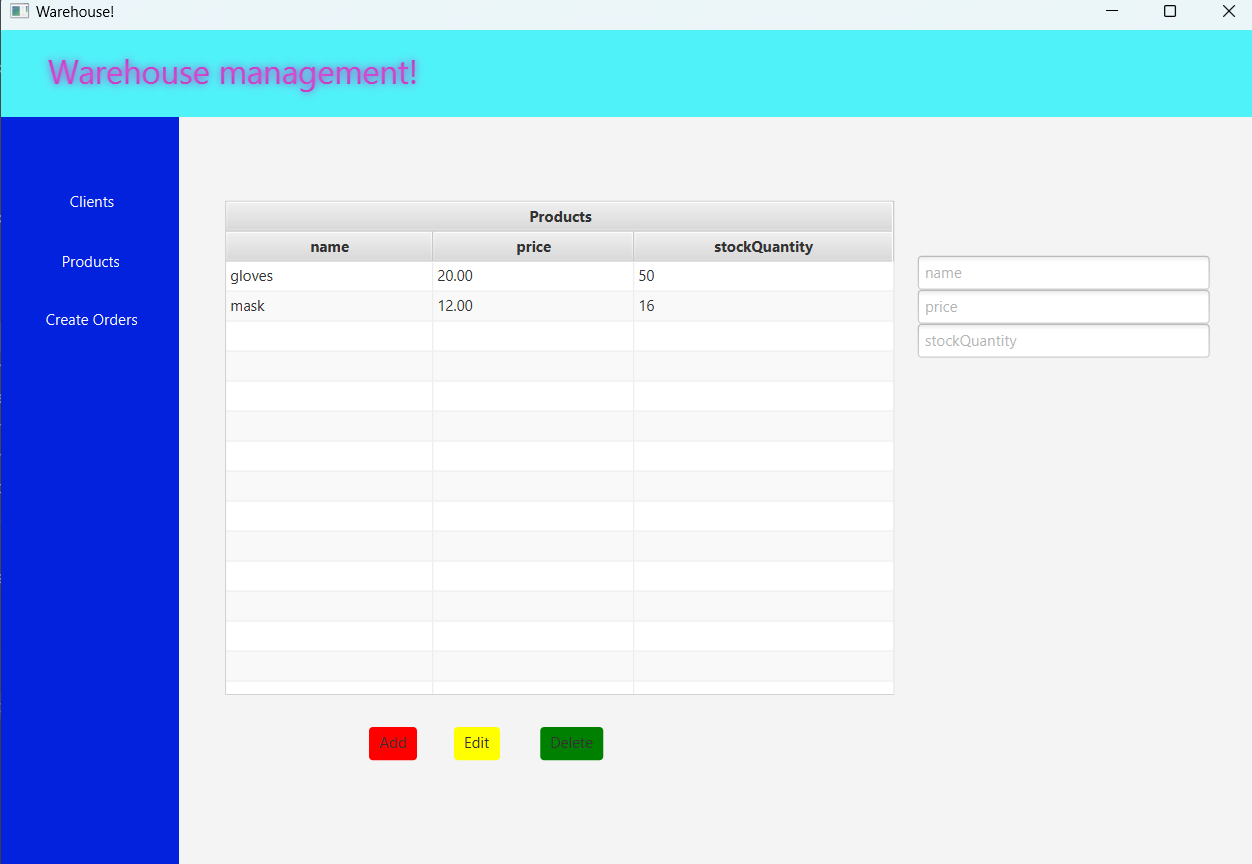 Warehouse!
Warehouse management!
Clients
Products
Create Orders
Products
name price stockQuantity
gloves 20.00 50
mask 12.00 16
name
price
stockQuantity
Add Edit Delete